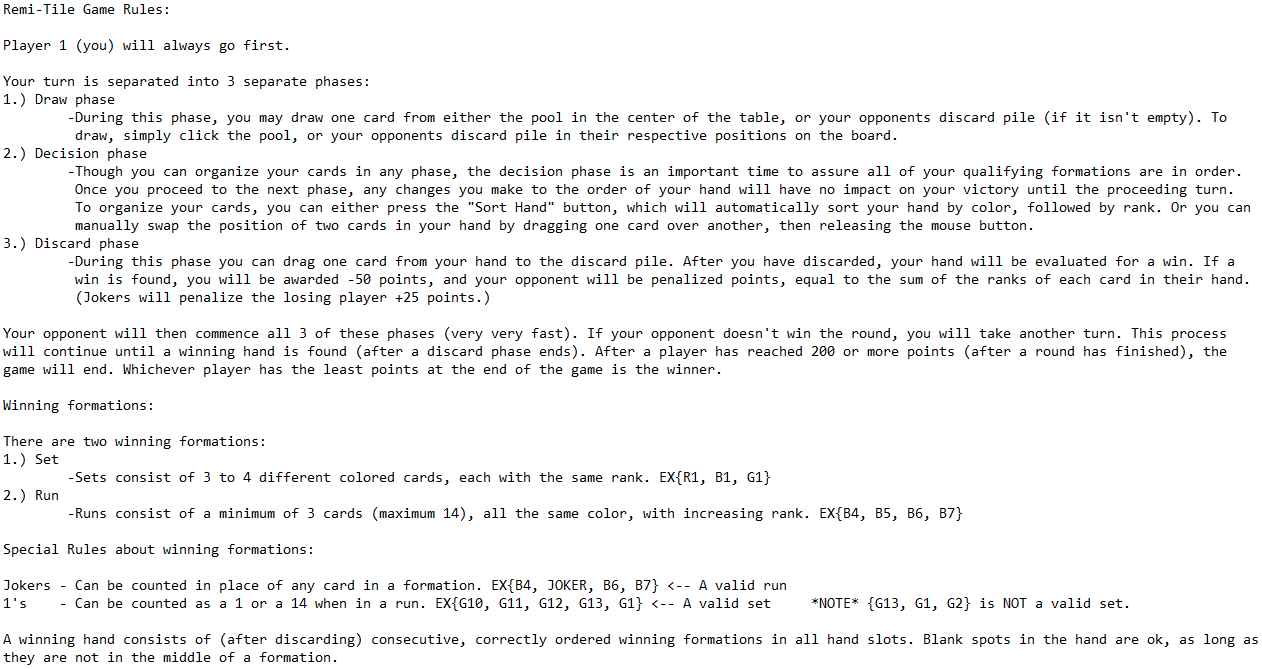 Remi-Tile Game Rules:
Player 1 (you) will always go first.
Your turn is separated into 3 separate phases:
1.) Draw phase
-During this phase, you may draw one card from either the pool in the center of the table, or your opponents discard pile (if it isn't empty). To
draw, simply click the pool, or your opponents discard pile in their respective positions on the board.
2.) Decision phase
-Though you can organize your cards in any phase, the decision phase is an important time to assure all of your qualifying formations are in order.
Once you proceed to the next phase, any changes you make to the order of your hand will have no impact on your victory until the proceeding turn.
To organize your cards, you can either press the "Sort Hand" button, which will automatically sort your hand by color, followed by rank. Or you can
manually swap the position of two cards in your hand by dragging one card over another, then releasing the mouse button.
3.) Discard phase
-During this phase you can drag one card from your hand to the discard pile. After you have discarded, your hand will be evaluated for a win. If a
win is found, you will be awarded -50 points, and your opponent will be penalized points, equal to the sum of the ranks of each card in their hand.
(Jokers will penalize the losing player +25 points.)
Your opponent will then commence all 3 of these phases (very very fast). If your opponent doesn't win the round, you will take another turn. This process
will continue until a winning hand is found (after a discard phase ends). After a player has reached 200 or more points (after a round has finished), the
game will end. Whichever player has the least points at the end of the game is the winner.
Winning formations:
There are two winning formations:
1.) Set
-Sets consist of 3 to 4 different colored cards, each with the same rank. EX{R1, B1, G1}
2.) Run
-Runs consist of a minimum of 3 cards (maximum 14), all the same color, with increasing rank. EX{B4, B5, B6, B7}
Special Rules about winning formations:
Jokers - Can be counted in place of any card in a formation. EX{B4, JOKER, B6, B7} <-- A valid run
1's - Can be counted as a 1 or a 14 when in a run. EX{G10, G11, G12, G13, G1} <-- A valid set *NOTE* {G13, G1, G2} is NOT a valid set.
A winning hand consists of (after discarding) consecutive, correctly ordered winning formations in all hand slots. Blank spots in the hand are ok, as long as
they are not in the middle of a formation.